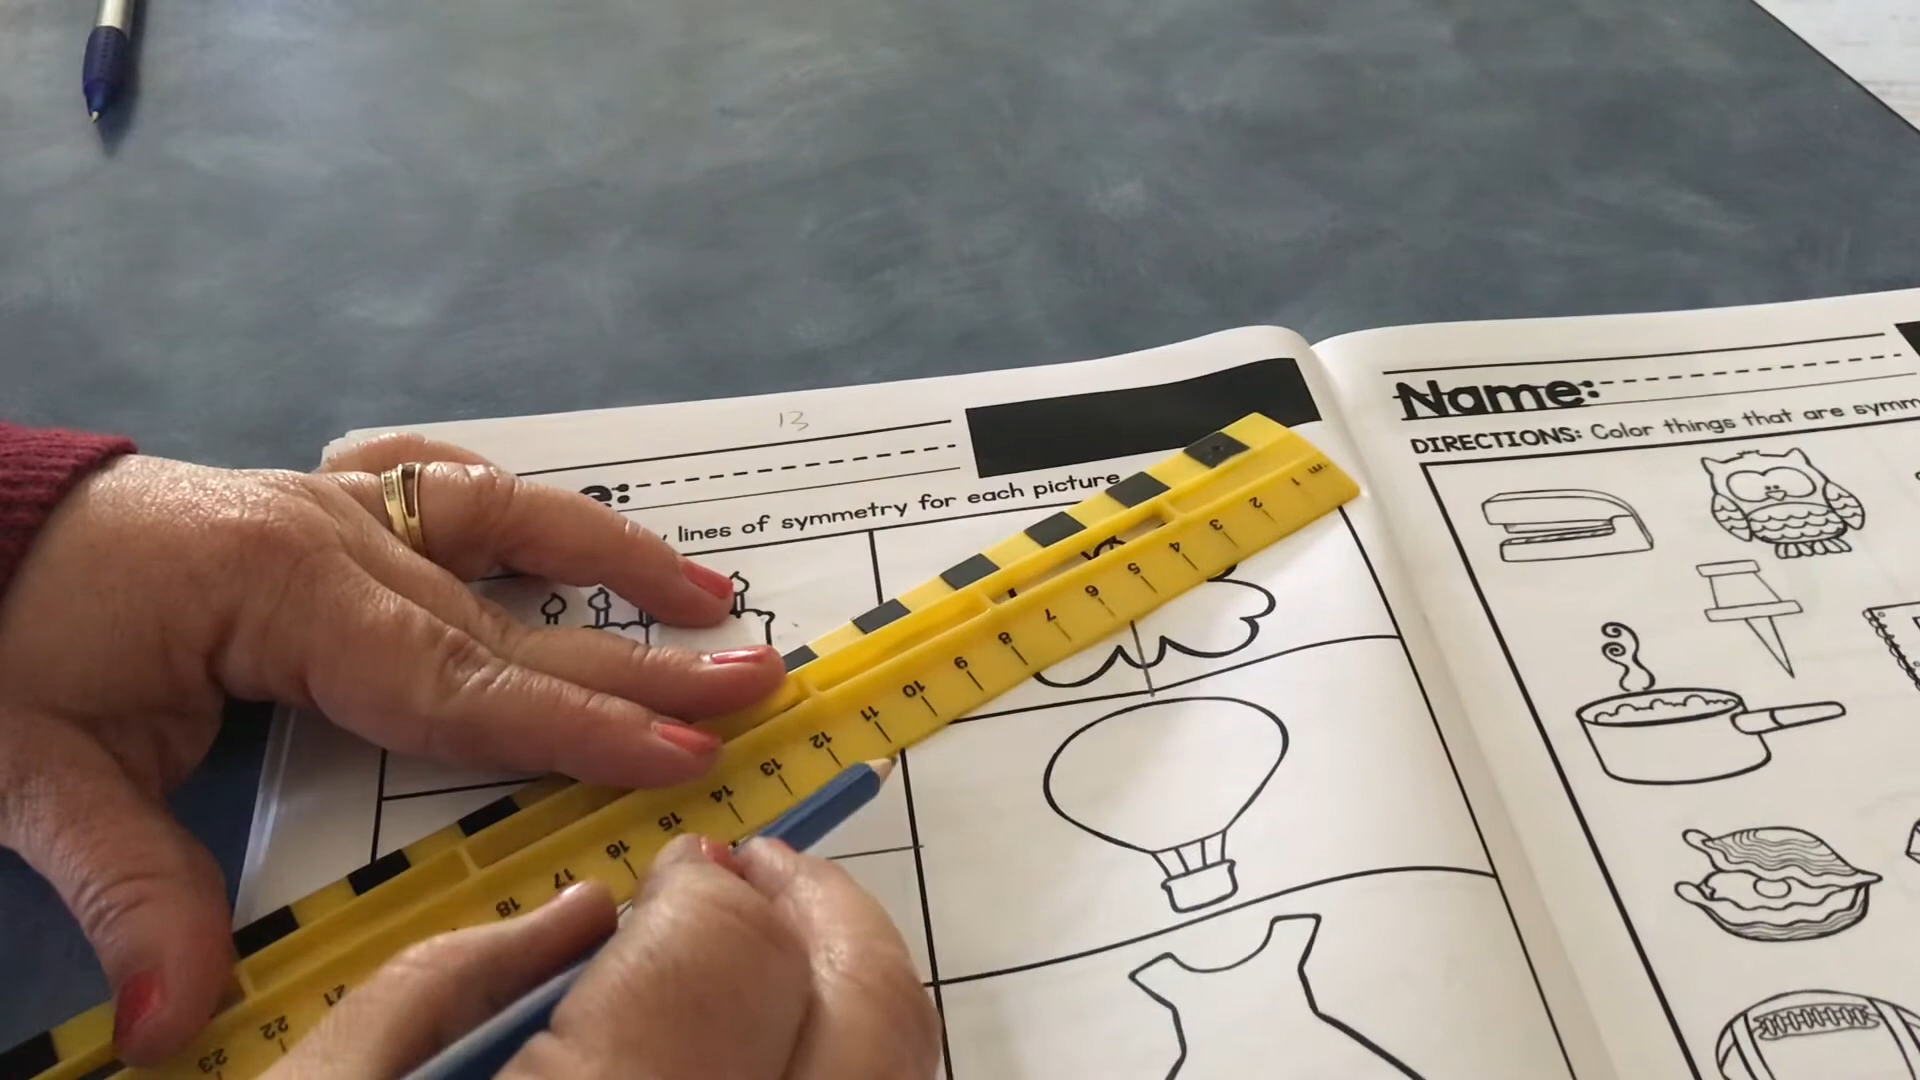 13
e:
lines of symmetry for each picture
Name:
DIRECTIONS: Color things that are symm
1 2 3 4 5 6 7 8 9 10 11 12 13 14 15 16 17 18 21 22 23